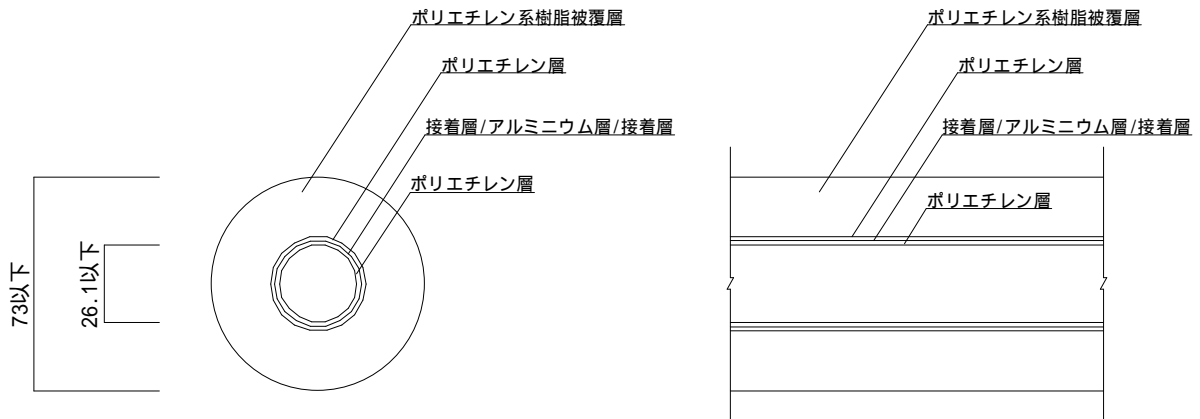 ポリエチレン系樹脂被覆層
ポリエチレン層
接着層/アルミニウム層/接着層
ポリエチレン層
73以下
26.1以下
ポリエチレン系樹脂被覆層
ポリエチレン層
接着層/アルミニウム層/接着層
ポリエチレン層